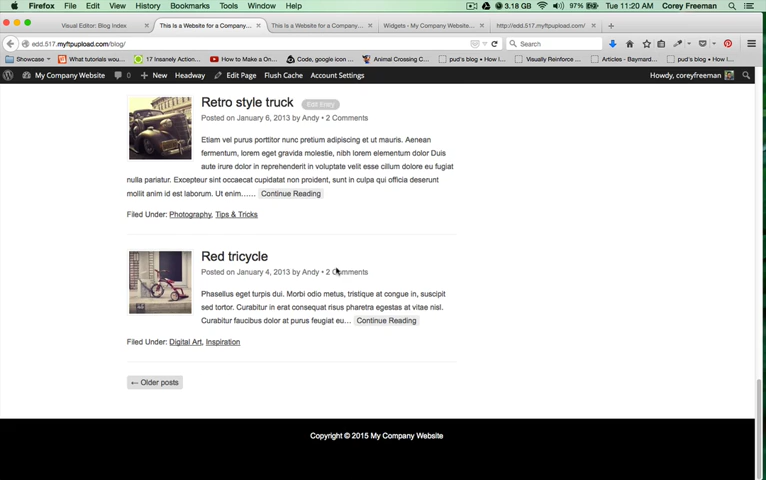 Firefox File Edit View History Bookmarks Tools Window Help 3.18 GB 97% Tue 11:20 AM Corey Freeman
Visual Editor: Blog Index This is a Website for a Company... This is a Website for a Company... Widgets - My Company Website... http://edd.517.myftpupload.com/
edd.517.myftpupload.com/blog/ Search
Showcase What tutorials wou... 17 Insanely Action... How to Make a On... Code, google icon f... Animal Crossing C... pud's blog • How I... Visually Reinforce ... Articles - Baymard... pud's blog • How I...
My Company Website 0 New Headway Edit Page Flush Cache Account Settings Howdy, coreyfreeman
Retro style truck Edit Entry
Posted on January 6, 2013 by Andy • 2 Comments
Etiam vel purus porttitor nunc pretium adipiscing et ut mauris. Aenean
fermentum, lorem eget gravida molestie, nibh lorem elementum dolor Duis
aute irure dolor in reprehenderit in voluptate velit esse cillum dolore eu fugiat
nulla pariatur. Excepteur sint cupidatat non proident, sunt in culpa qui officia deserunt
mollit anim id est laborum. Ut enim...... Continue Reading
Filed Under: Photography, Tips & Tricks
Red tricycle
Posted on January 4, 2013 by Andy • 2 Comments
Phasellus eget turpis dui. Morbi odio metus, tristique at congue in, suscipit
sed tortor. Curabitur in erat consequat risus pharetra egestas at vitae nisl.
Curabitur faucibus dolor at purus feugiat eu... Continue Reading
Filed Under: Digital Art, Inspiration
← Older posts
Copyright © 2015 My Company Website